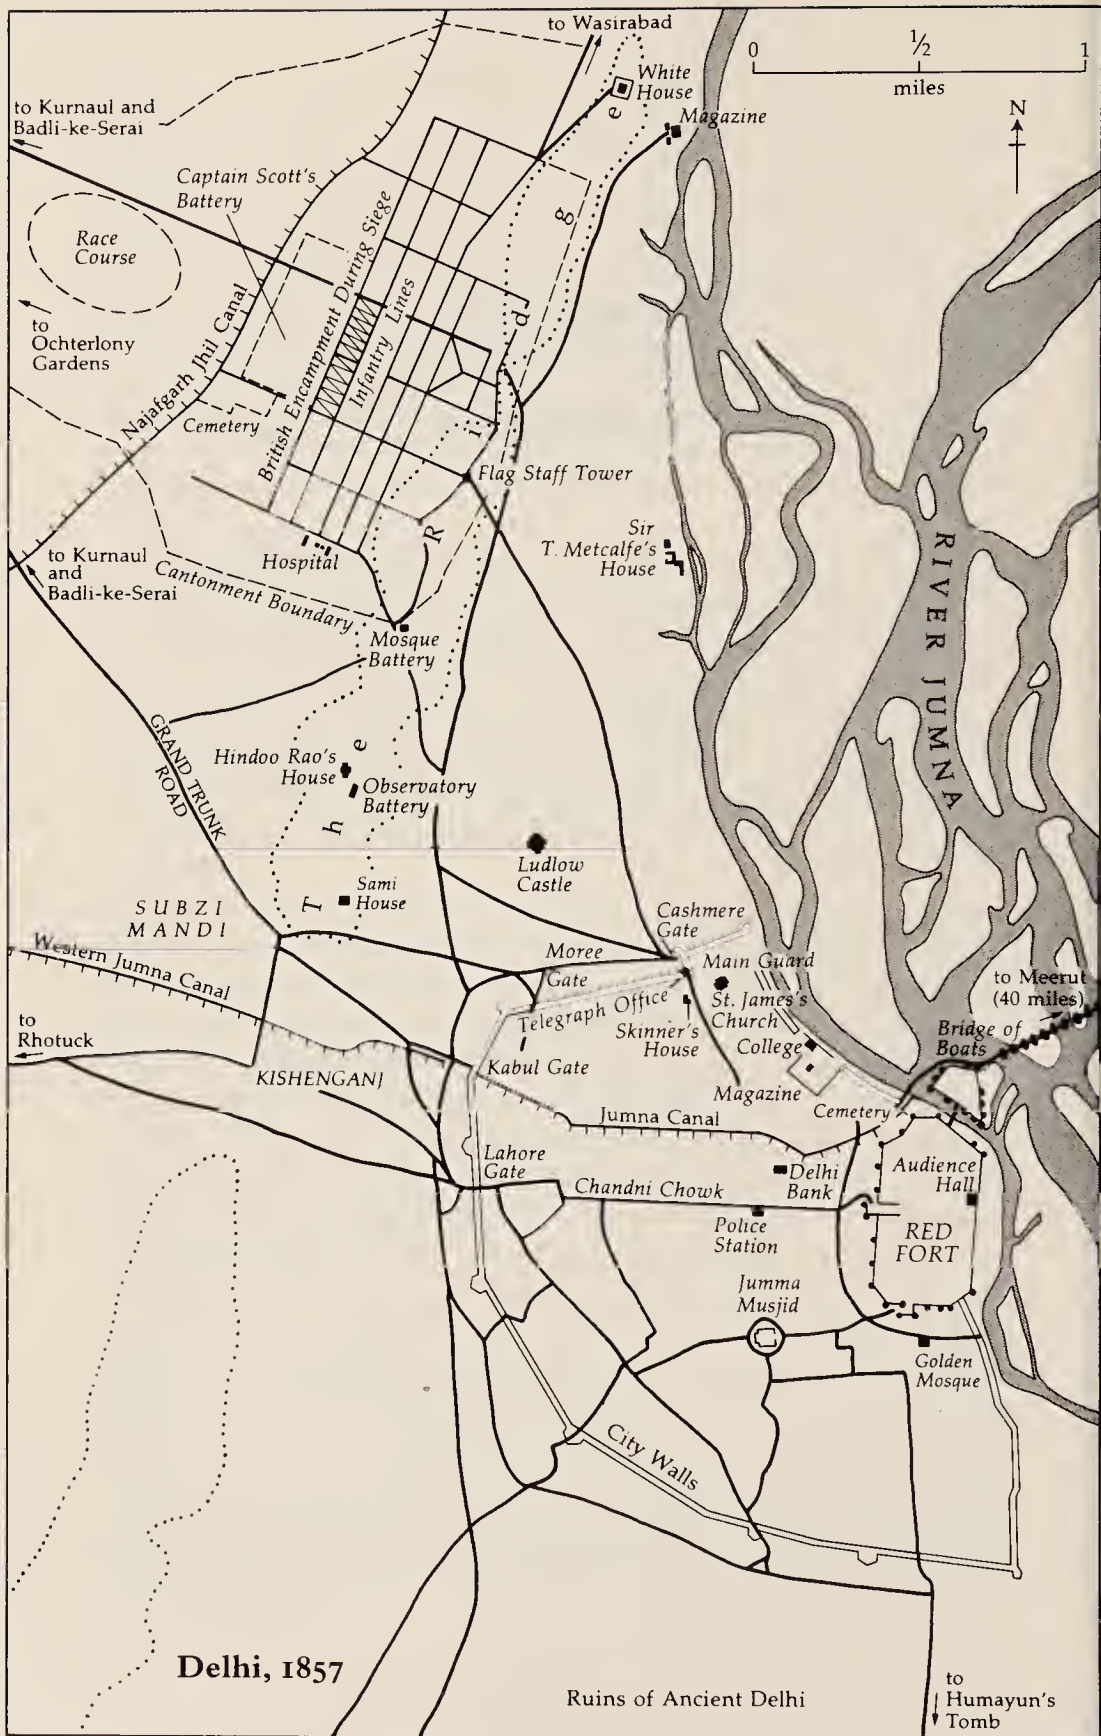 to Wasirabad
0
½
1
miles
N
White
House
Magazine
to Kurnaul and
Badli-ke-Serai
Captain Scott's
Battery
Race
Course
to
Ochterlony
Gardens
Najafgarh Jhil Canal
British Encampment During Siege
Infantry Lines
Cemetery
Flag Staff Tower
The Ridge
Sir
T. Metcalfe's
House
Hospital
to Kurnaul
and
Badli-ke-Serai
Cantonment Boundary
Mosque
Battery
RIVER JUMNA
GRAND TRUNK
ROAD
Hindoo Rao's
House
Observatory
Battery
Ludlow
Castle
Sami
House
SUBZI
MANDI
Cashmere
Gate
Western Jumna Canal
Moree
Gate
Main Guard
Telegraph Office
St. James's
Church
Skinner's
House
College
to Meerut
(40 miles)
Bridge of
Boats
to
Rhotuck
KISHENGANJ
Kabul Gate
Magazine
Cemetery
Jumna Canal
Lahore
Gate
Chandni Chowk
Delhi
Bank
Audience
Hall
Police
Station
RED
FORT
Jumma
Musjid
Golden
Mosque
City Walls
Delhi, 1857
Ruins of Ancient Delhi
to
Humayun's
Tomb